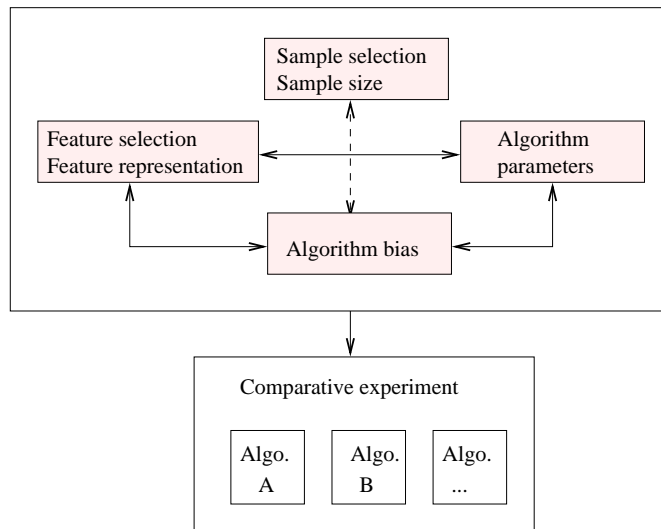 Sample selection
Sample size
Feature selection
Feature representation
Algorithm
parameters
Algorithm bias
Comparative experiment
Algo.
A
Algo.
B
Algo.
...